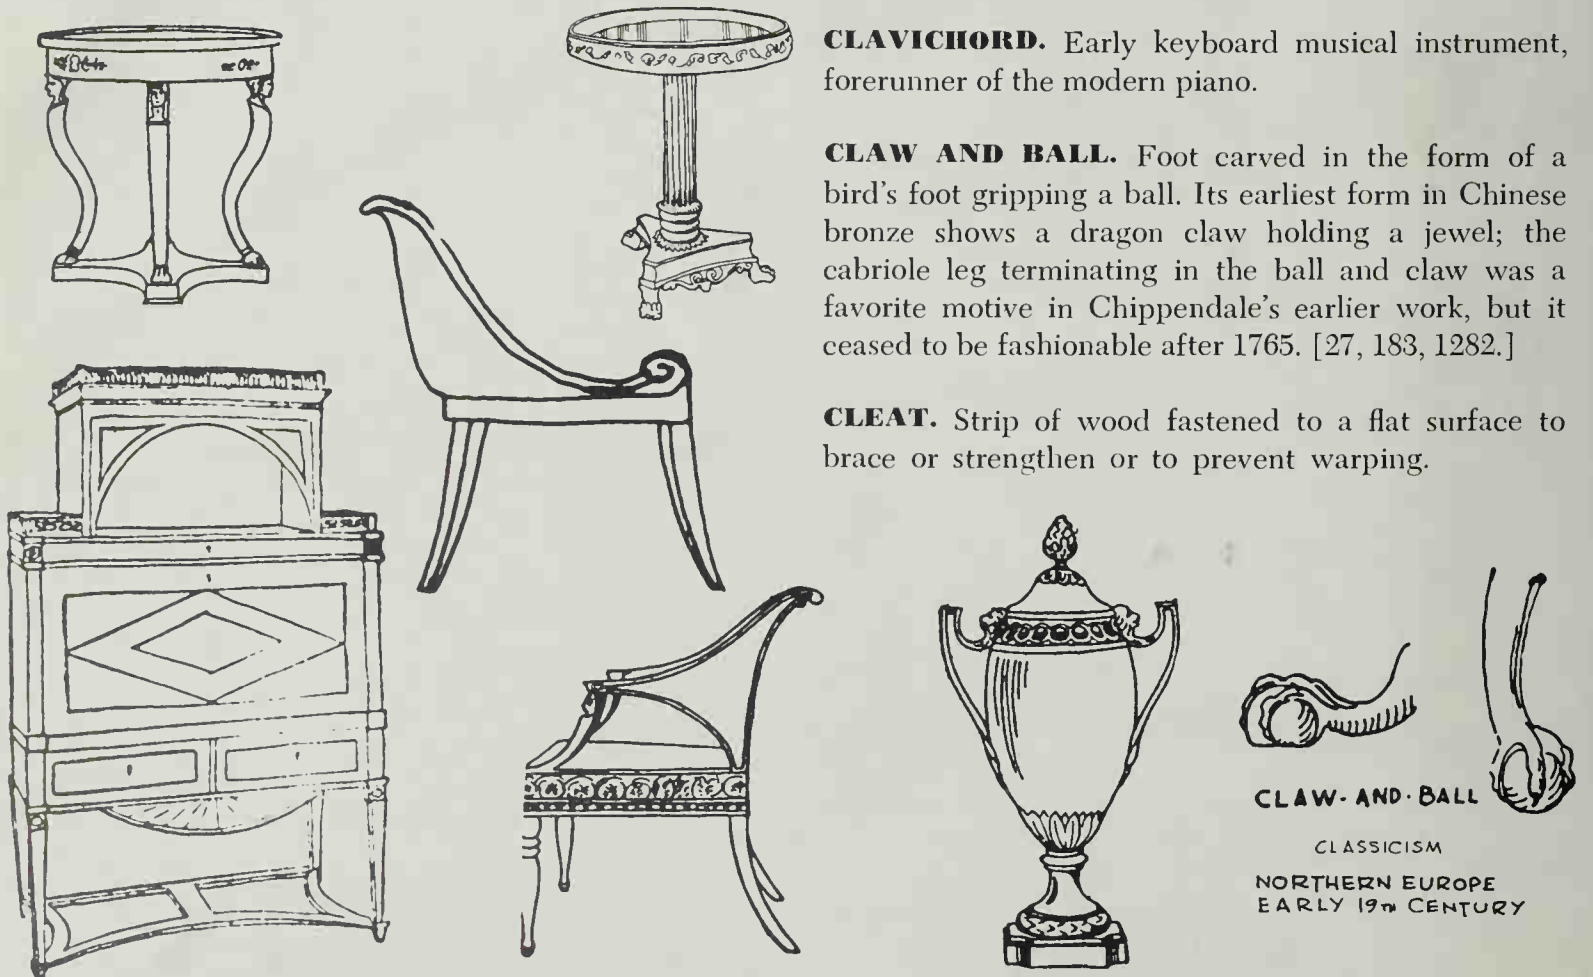 CLAVICHORD. Early keyboard musical instrument,
forerunner of the modern piano.
CLAW AND BALL. Foot carved in the form of a
bird's foot gripping a ball. Its earliest form in Chinese
bronze shows a dragon claw holding a jewel; the
cabriole leg terminating in the ball and claw was a
favorite motive in Chippendale's earlier work, but it
ceased to be fashionable after 1765. [27, 183, 1282.]
CLEAT. Strip of wood fastened to a flat surface to
brace or strengthen or to prevent warping.
CLAW·AND·BALL
CLASSICISM
NORTHERN EUROPE
EARLY 19TH CENTURY